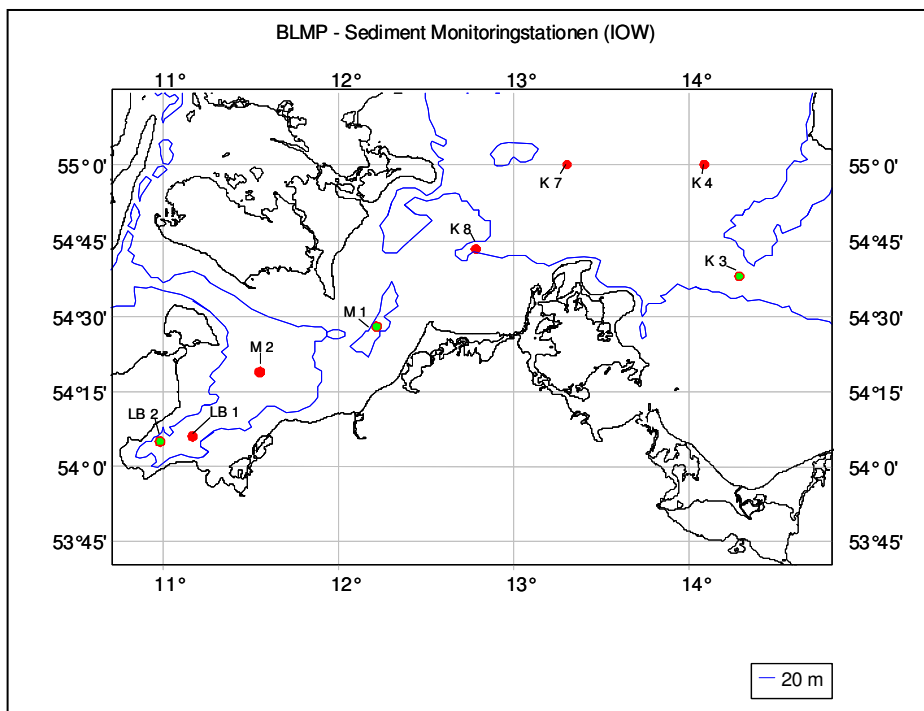 BLMP - Sediment Monitoringstationen (IOW)
11° 12° 13° 14°
55° 0' 55° 0'
K 7 K 4
54° 45' K 8 54° 45'
K 3
54° 30' M 1 54° 30'
M 2
54° 15' 54° 15'
LB 2 LB 1
54° 0' 54° 0'
53° 45' 53° 45'
11° 12° 13° 14°
20 m